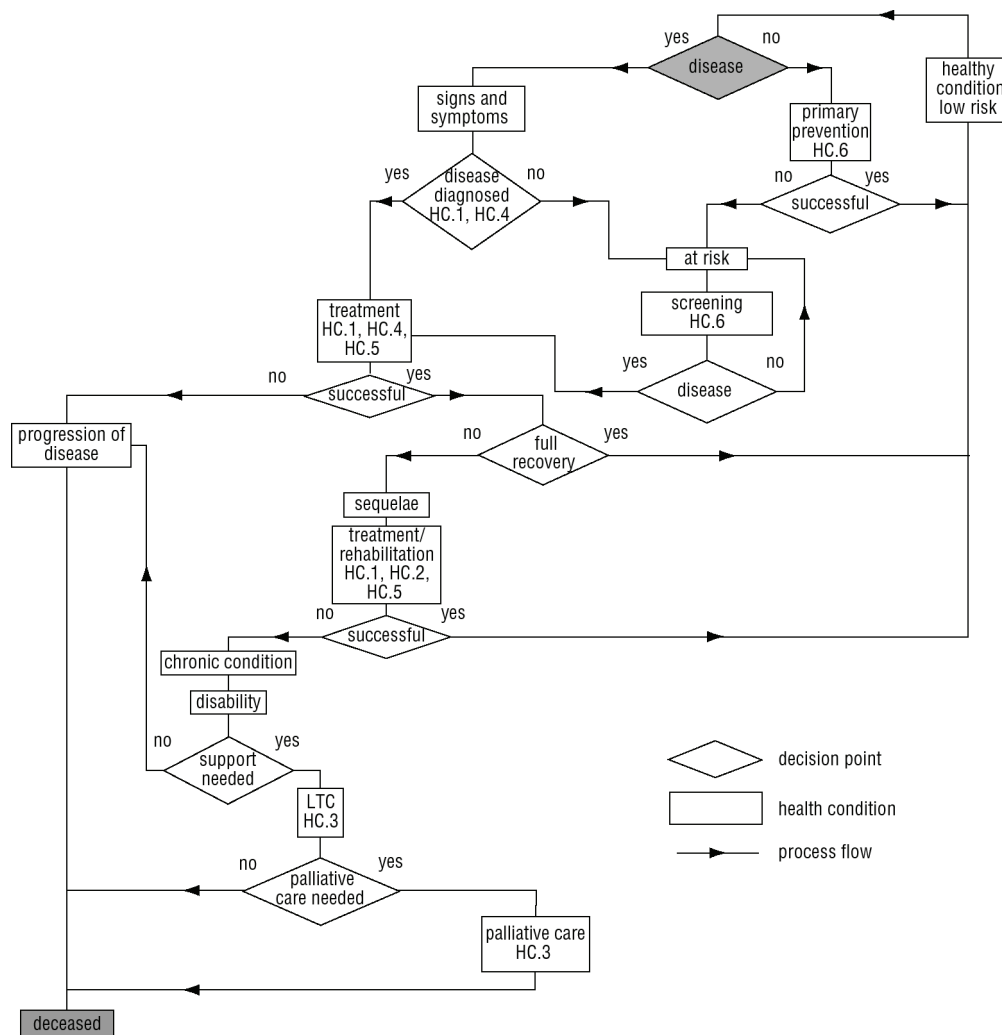 yes
no
disease
healthy
condition
low risk
signs and
symptoms
primary
prevention
HC.6
yes
disease
diagnosed
HC.1, HC.4
no
no
yes
successful
at risk
screening
HC.6
treatment
HC.1, HC.4,
HC.5
yes
no
disease
no
yes
successful
progression of
disease
no
full
recovery
yes
sequelae
treatment/
rehabilitation
HC.1, HC.2,
HC.5
no
yes
successful
chronic condition
disability
no
yes
support
needed
LTC
HC.3
no
yes
palliative
care needed
palliative care
HC.3
deceased
decision point
health condition
process flow